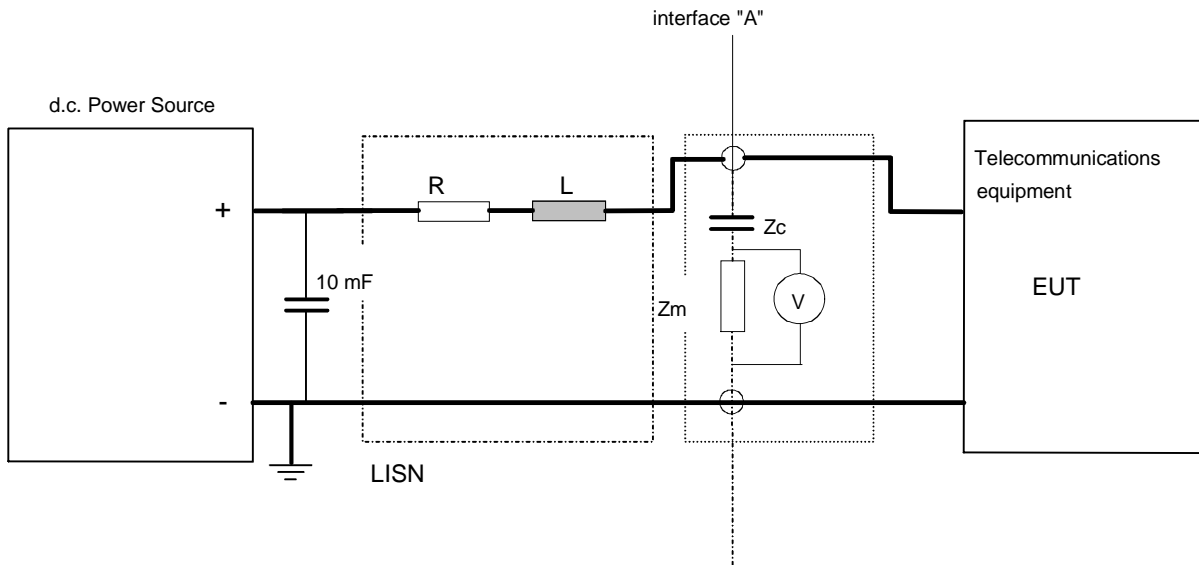 interface "A"
d.c. Power Source
Telecommunications
equipment
R
L
+
Zc
10 mF
EUT
Zm
V
-
LISN